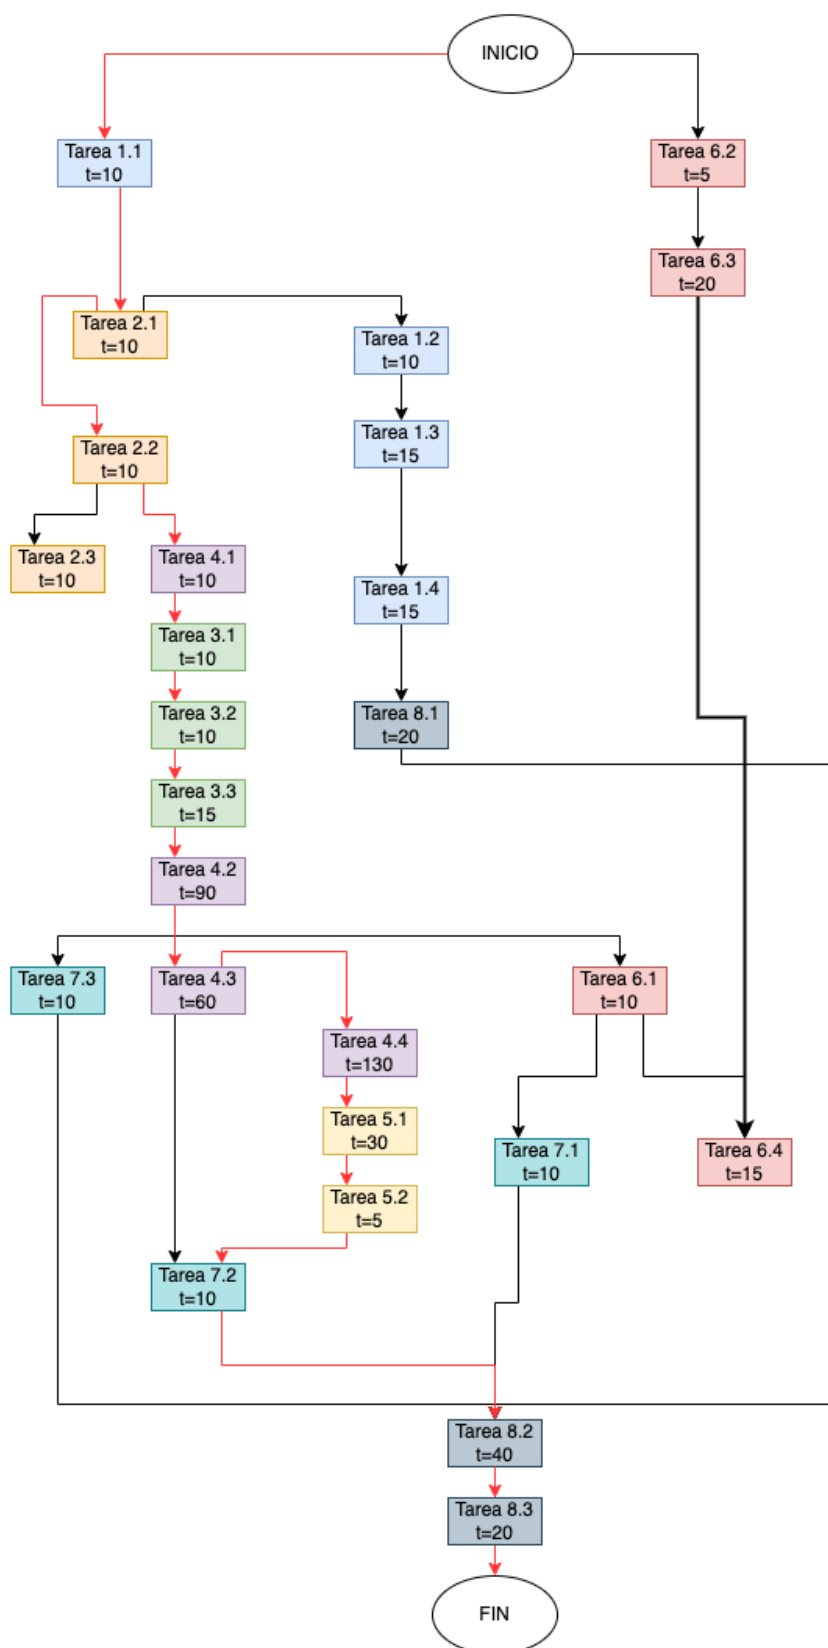 INICIO
Tarea 1.1
t=10
Tarea 6.2
t=5
Tarea 6.3
t=20
Tarea 2.1
t=10
Tarea 1.2
t=10
Tarea 1.3
t=15
Tarea 2.2
t=10
Tarea 2.3
t=10
Tarea 4.1
t=10
Tarea 1.4
t=15
Tarea 3.1
t=10
Tarea 3.2
t=10
Tarea 8.1
t=20
Tarea 3.3
t=15
Tarea 4.2
t=90
Tarea 7.3
t=10
Tarea 4.3
t=60
Tarea 6.1
t=10
Tarea 4.4
t=130
Tarea 5.1
t=30
Tarea 7.1
t=10
Tarea 6.4
t=15
Tarea 5.2
t=5
Tarea 7.2
t=10
Tarea 8.2
t=40
Tarea 8.3
t=20
FIN